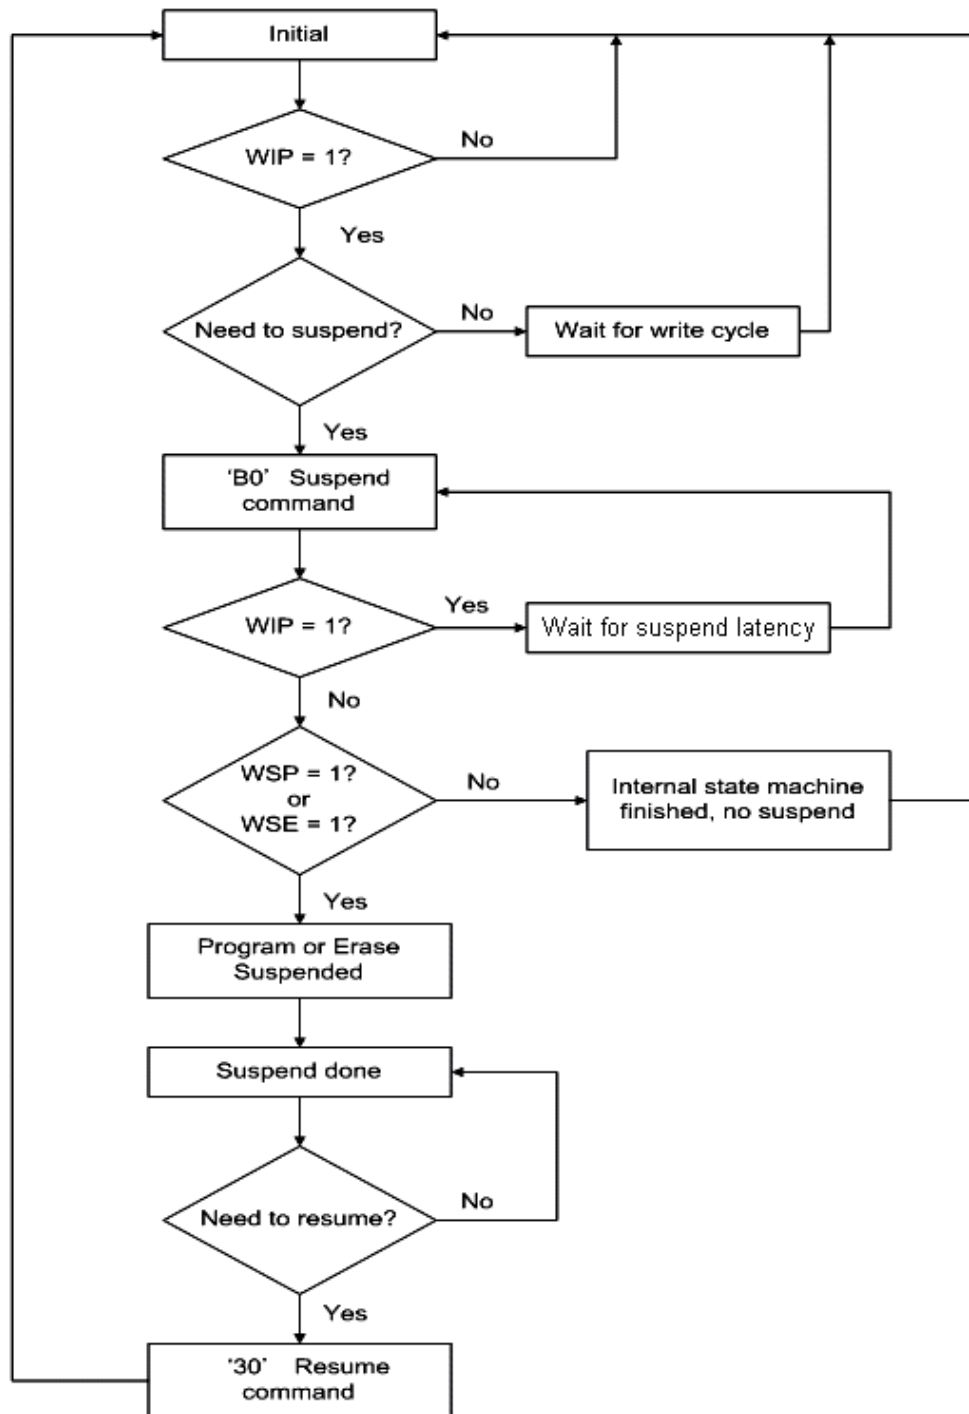 Initial
WIP = 1?
No
Yes
Need to suspend?
No
Wait for write cycle
Yes
‘B0’ Suspend
command
WIP = 1?
Yes
Wait for suspend latency
No
WSP = 1?
or
WSE = 1?
No
Internal state machine
finished, no suspend
Yes
Program or Erase
Suspended
Suspend done
Need to resume?
No
Yes
‘30’ Resume
command